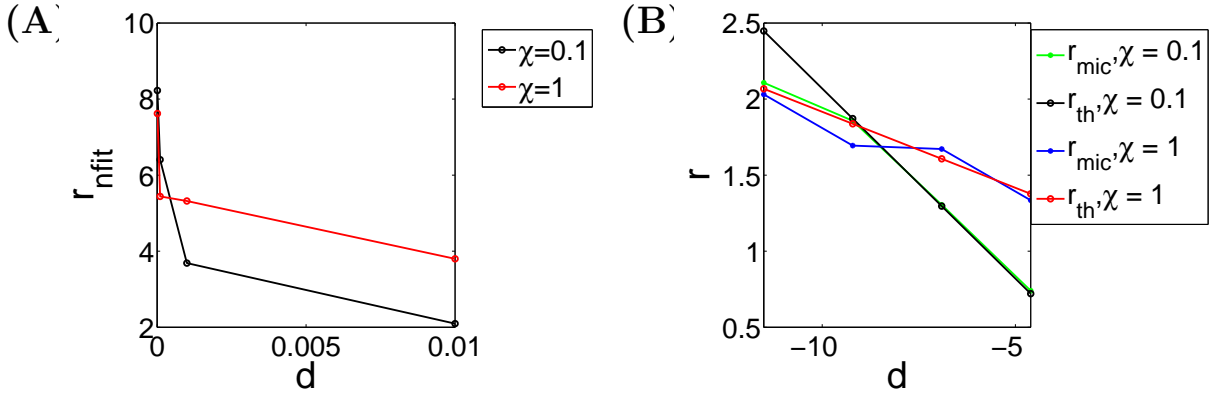 (A)
10
8
6
4
2
r_nfit
0
0.005
0.01
d
χ=0.1
χ=1
(B)
2.5
2
1.5
1
0.5
r
−10
−5
d
r_mic,χ = 0.1
r_th,χ = 0.1
r_mic,χ = 1
r_th,χ = 1